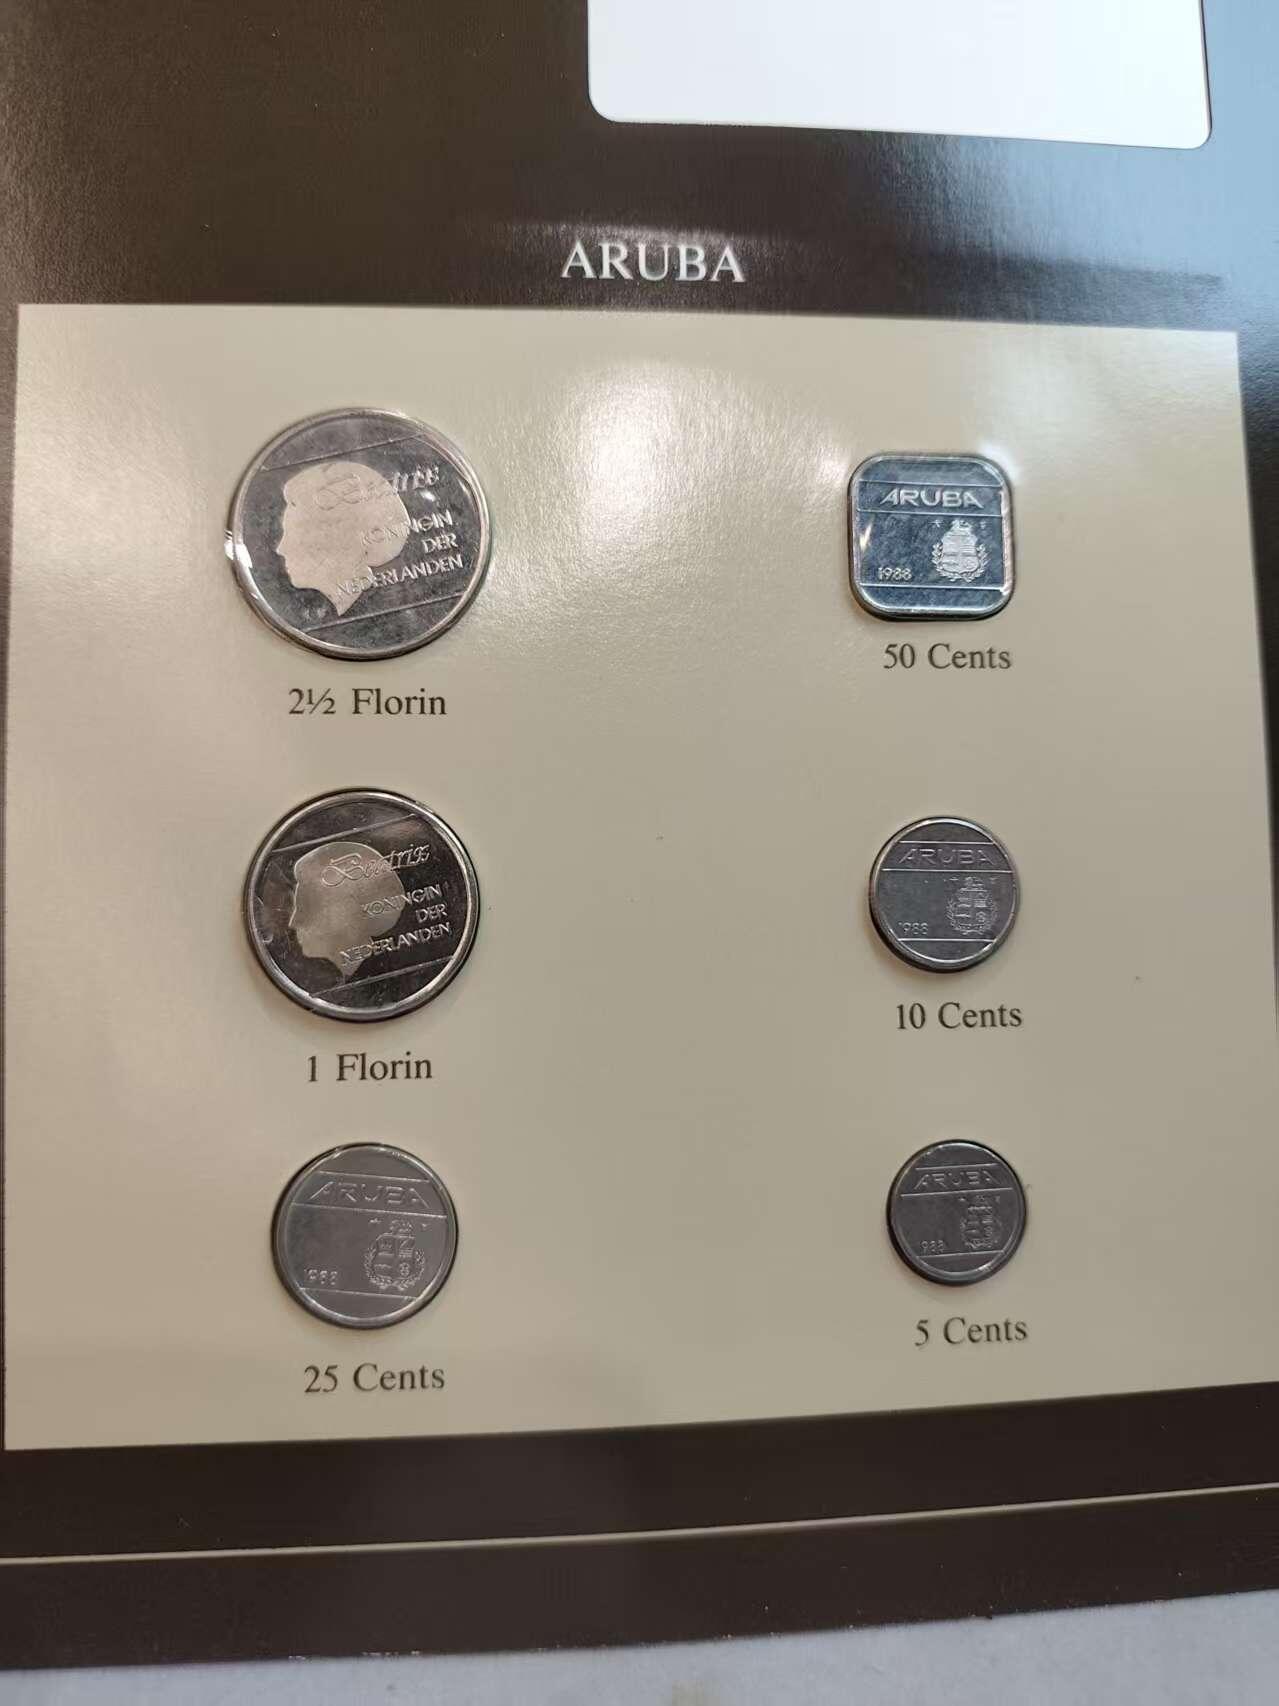 ARUBA
Beatrix
KONINGIN
DER
NEDERLANDEN
2½ Florin
ARUBA
1988
50 Cents
Beatrix
KONINGIN
DER
NEDERLANDEN
1 Florin
ARUBA
1988
10 Cents
ARUBA
1988
25 Cents
ARUBA
1988
5 Cents